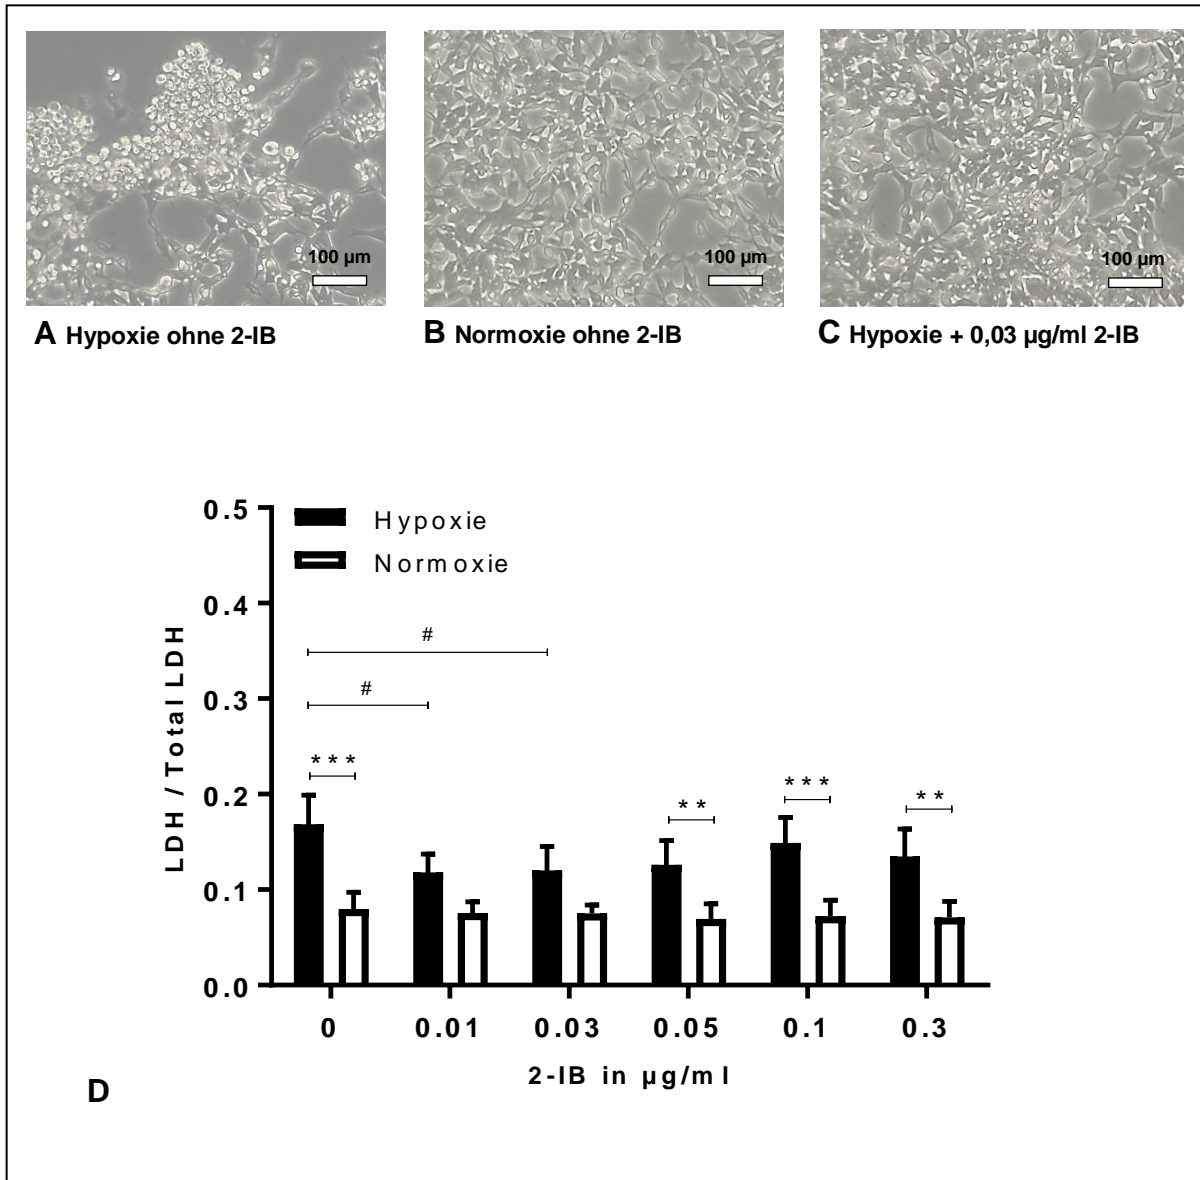 100 µm
100 µm
100 µm
A Hypoxie ohne 2-IB
B Normoxie ohne 2-IB
C Hypoxie + 0,03 µg/ml 2-IB
0.5
0.4
0.3
0.2
0.1
0.0
LDH / Total LDH
Hypoxie
Normoxie
#
#
***
**
***
**
0 0.01 0.03 0.05 0.1 0.3
2-IB in µg/ml
D